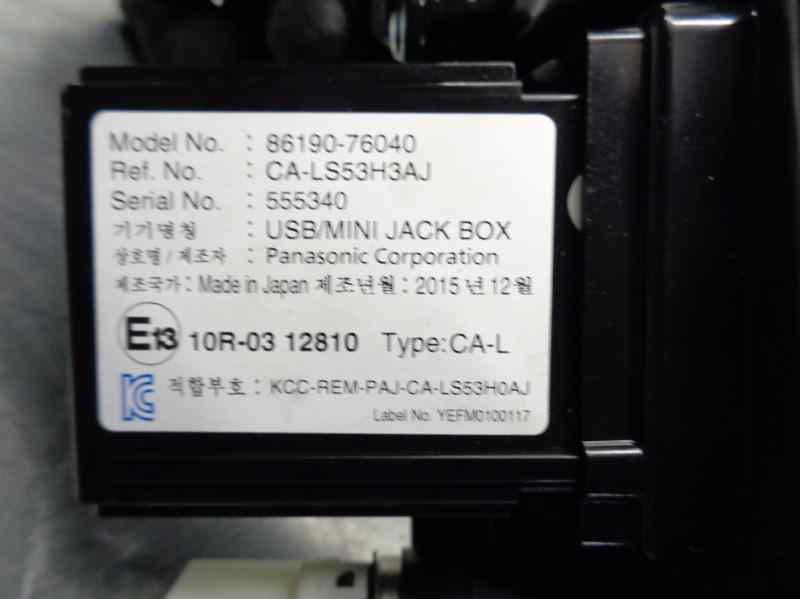 Model No. : 86190-76040
Ref. No. : CA-LS53H3AJ
Serial No. : 555340
기기명칭 : USB/MINI JACK BOX
상호명 / 제조자 : Panasonic Corporation
제조국가 : Made in Japan 제조년월 : 2015 년 12 월
E13 10R-03 12810 Type:CA-L
KC 적합부호 : KCC-REM-PAJ-CA-LS53H0AJ
Label No. YEFM0100117